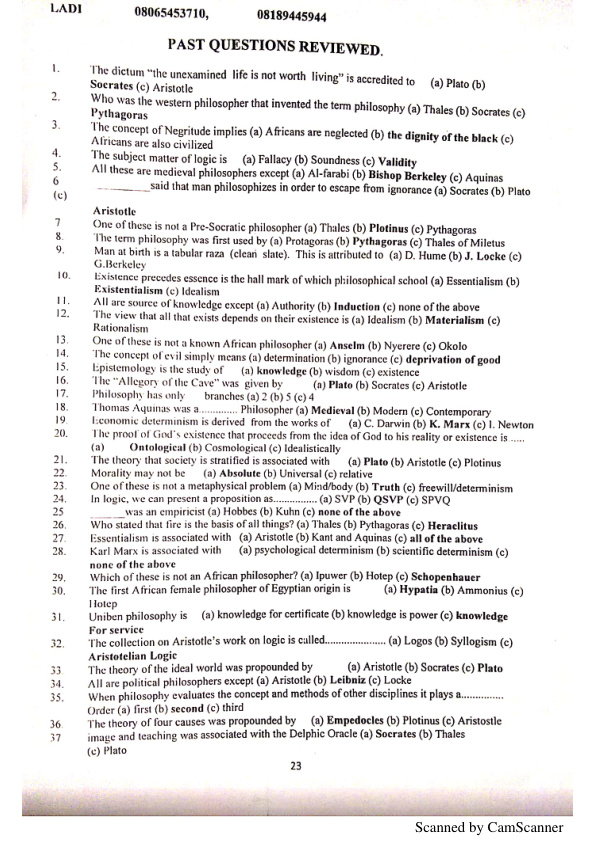 LADI 08065453710, 08189445944
PAST QUESTIONS REVIEWED.
1. The dictum "the unexamined life is not worth living" is accredited to (a) Plato (b)
Socrates (c) Aristotle
2. Who was the western philosopher that invented the term philosophy (a) Thales (b) Socrates (c)
Pythagoras
3. The concept of Negritude implies (a) Africans are neglected (b) the dignity of the black (c)
Africans are also civilized
4. The subject matter of logic is (a) Fallacy (b) Soundness (c) Validity
5. All these are medieval philosophers except (a) Al-farabi (b) Bishop Berkeley (c) Aquinas
6 ________said that man philosophizes in order to escape from ignorance (a) Socrates (b) Plato
(c)
Aristotle
7 One of these is not a Pre-Socratic philosopher (a) Thales (b) Plotinus (c) Pythagoras
8. The term philosophy was first used by (a) Protagoras (b) Pythagoras (c) Thales of Miletus
9. Man at birth is a tabular raza (clean slate). This is attributed to (a) D. Hume (b) J. Locke (c)
G.Berkeley
10. Existence precedes essence is the hall mark of which philosophical school (a) Essentialism (b)
Existentialism (c) Idealism
11. All are source of knowledge except (a) Authority (b) Induction (c) none of the above
12. The view that all that exists depends on their existence is (a) Idealism (b) Materialism (c)
Rationalism
13. One of these is not a known African philosopher (a) Anselm (b) Nyerere (c) Okolo
14. The concept of evil simply means (a) determination (b) ignorance (c) deprivation of good
15. Epistemology is the study of (a) knowledge (b) wisdom (c) existence
16. The "Allegory of the Cave" was given by (a) Plato (b) Socrates (c) Aristotle
17. Philosophy has only branches (a) 2 (b) 5 (c) 4
18. Thomas Aquinas was a............. Philosopher (a) Medieval (b) Modern (c) Contemporary
19. Economic determinism is derived from the works of (a) C. Darwin (b) K. Marx (c) I. Newton
20. The proof of God's existence that proceeds from the idea of God to his reality or existence is .....
(a) Ontological (b) Cosmological (c) Idealistically
21. The theory that society is stratified is associated with (a) Plato (b) Aristotle (c) Plotinus
22. Morality may not be (a) Absolute (b) Universal (c) relative
23. One of these is not a metaphysical problem (a) Mind/body (b) Truth (c) freewill/determinism
24. In logic, we can present a proposition as................ (a) SVP (b) QSVP (c) SPVQ
25 ______was an empiricist (a) Hobbes (b) Kuhn (c) none of the above
26. Who stated that fire is the basis of all things? (a) Thales (b) Pythagoras (c) Heraclitus
27. Essentialism is associated with (a) Aristotle (b) Kant and Aquinas (c) all of the above
28. Karl Marx is associated with (a) psychological determinism (b) scientific determinism (c)
none of the above
29. Which of these is not an African philosopher? (a) Ipuwer (b) Hotep (c) Schopenhauer
30. The first African female philosopher of Egyptian origin is (a) Hypatia (b) Ammonius (c)
Hotep
31. Uniben philosophy is (a) knowledge for certificate (b) knowledge is power (c) knowledge
For service
32. The collection on Aristotle's work on logic is called...................... (a) Logos (b) Syllogism (c)
Aristotelian Logic
33. The theory of the ideal world was propounded by (a) Aristotle (b) Socrates (c) Plato
34. All are political philosophers except (a) Aristotle (b) Leibniz (c) Locke
35. When philosophy evaluates the concept and methods of other disciplines it plays a...............
Order (a) first (b) second (c) third
36. The theory of four causes was propounded by (a) Empedocles (b) Plotinus (c) Aristostle
37 image and teaching was associated with the Delphic Oracle (a) Socrates (b) Thales
(c) Plato
23
Scanned by CamScanner